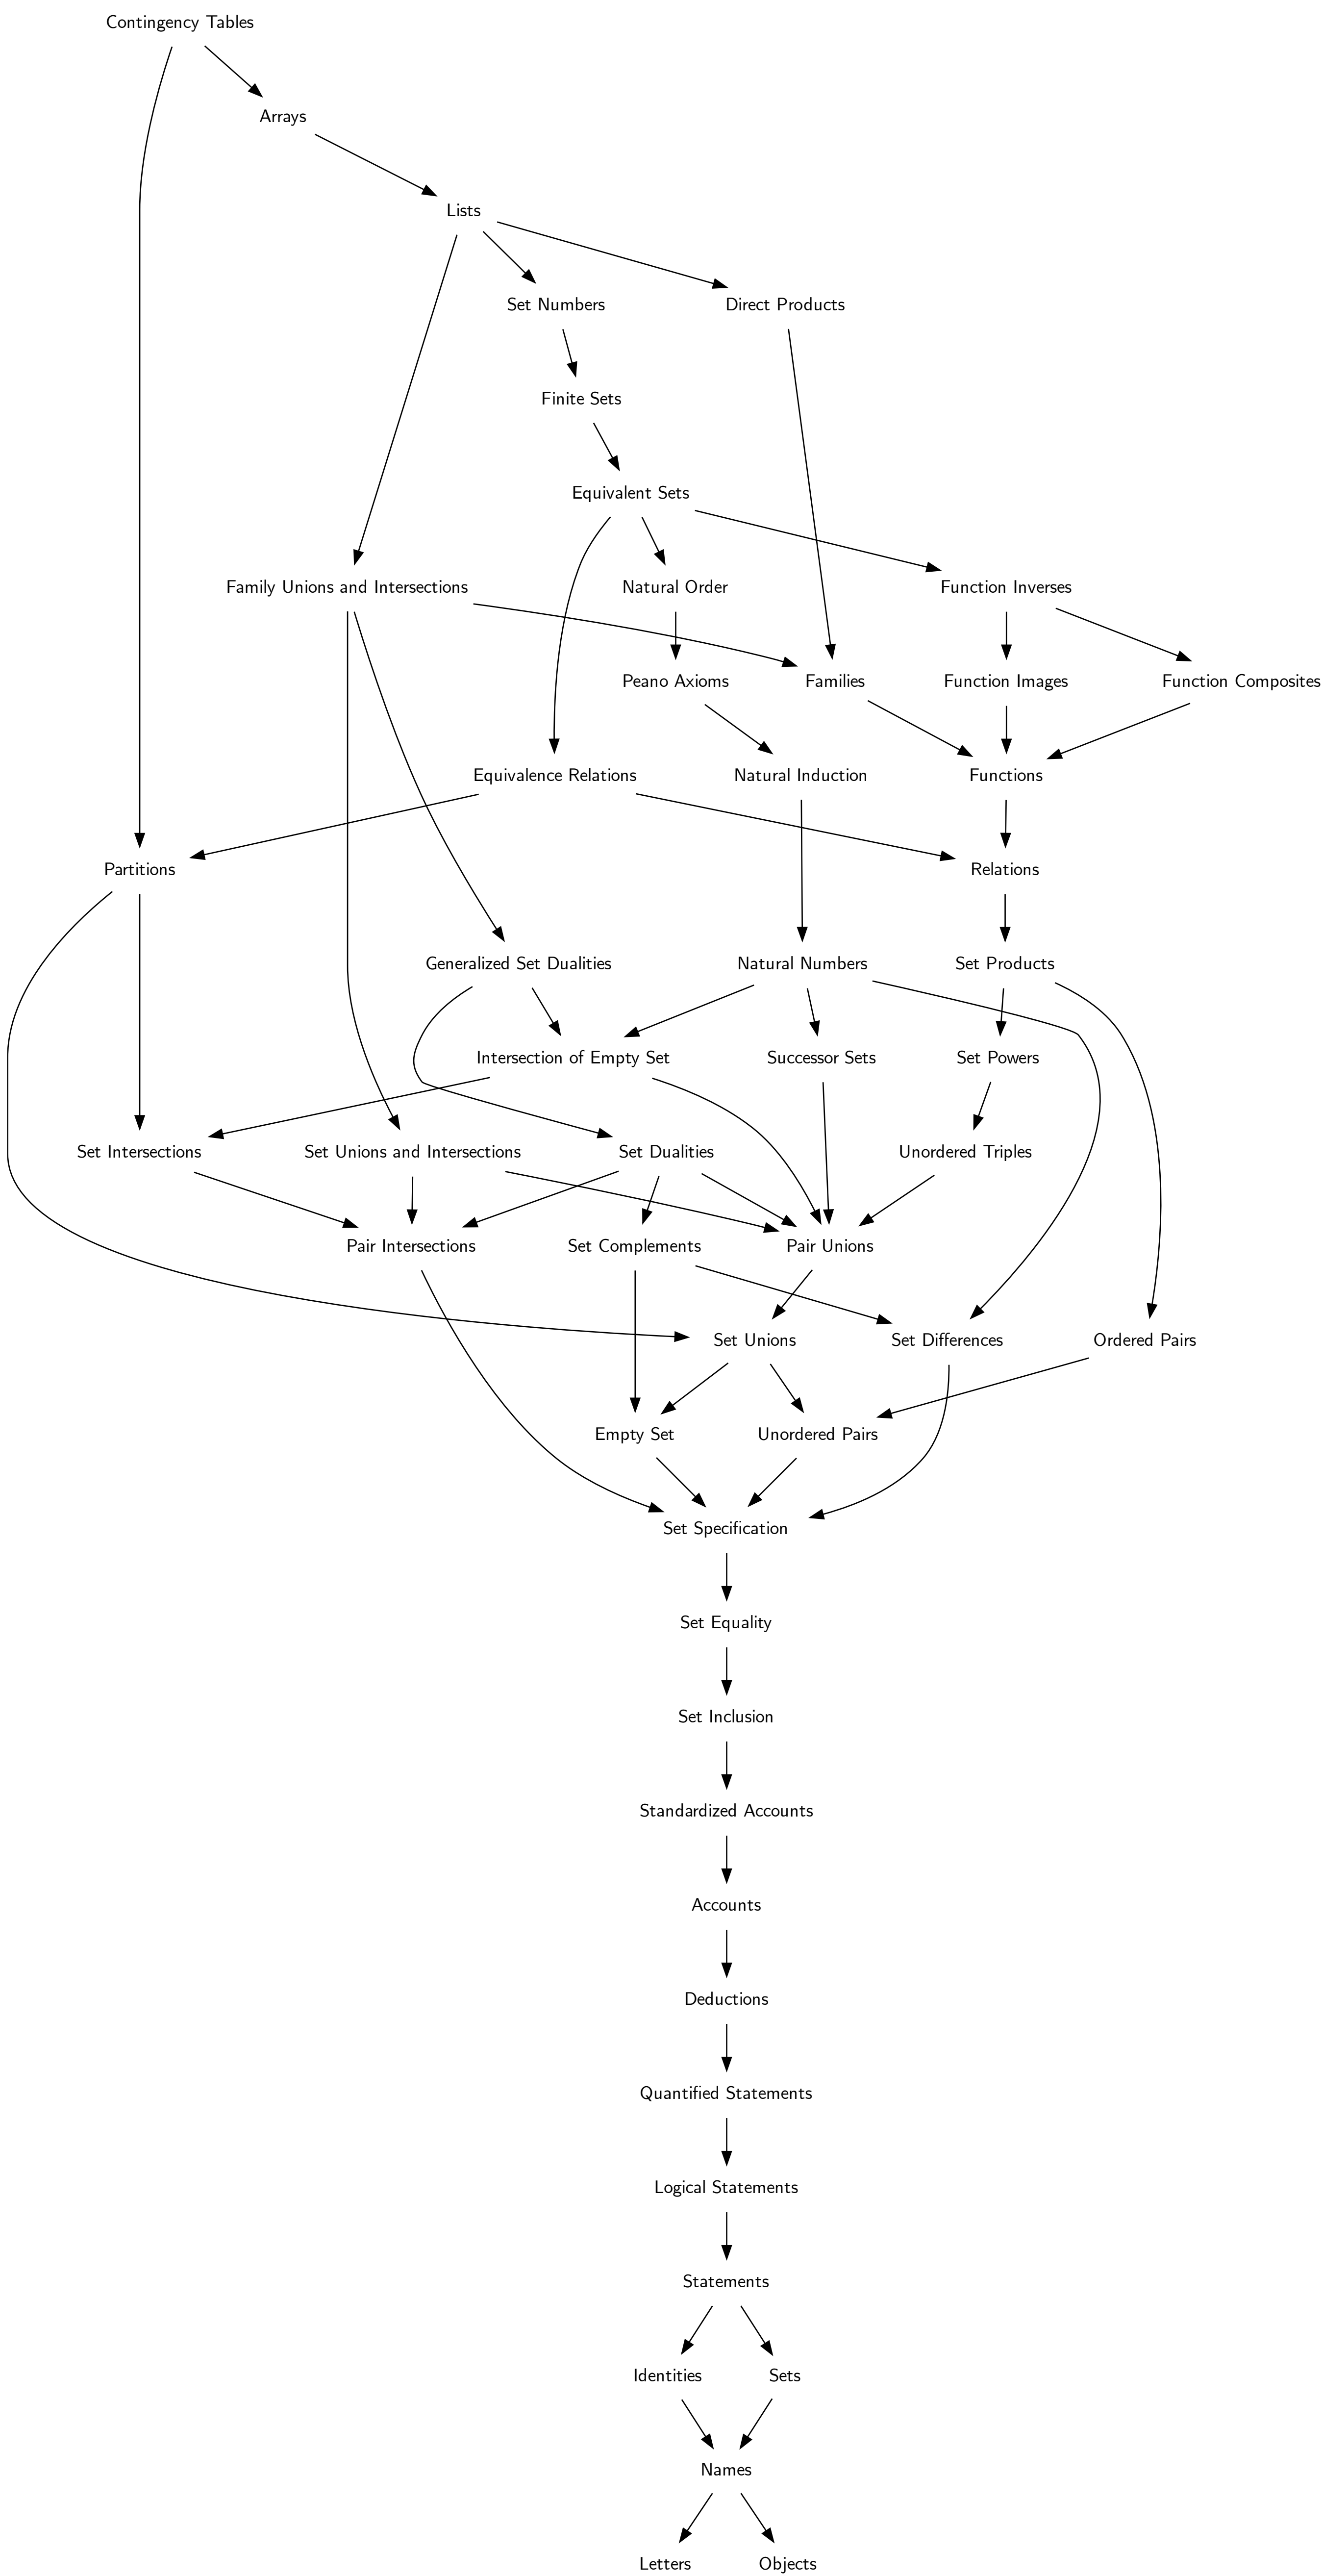 Contingency Tables
Arrays
Lists
Set Numbers
Direct Products
Finite Sets
Equivalent Sets
Family Unions and Intersections
Natural Order
Function Inverses
Peano Axioms
Families
Function Images
Function Composites
Equivalence Relations
Natural Induction
Functions
Partitions
Relations
Generalized Set Dualities
Natural Numbers
Set Products
Intersection of Empty Set
Successor Sets
Set Powers
Set Intersections
Set Unions and Intersections
Set Dualities
Unordered Triples
Pair Intersections
Set Complements
Pair Unions
Set Unions
Set Differences
Ordered Pairs
Empty Set
Unordered Pairs
Set Specification
Set Equality
Set Inclusion
Standardized Accounts
Accounts
Deductions
Quantified Statements
Logical Statements
Statements
Identities
Sets
Names
Letters
Objects